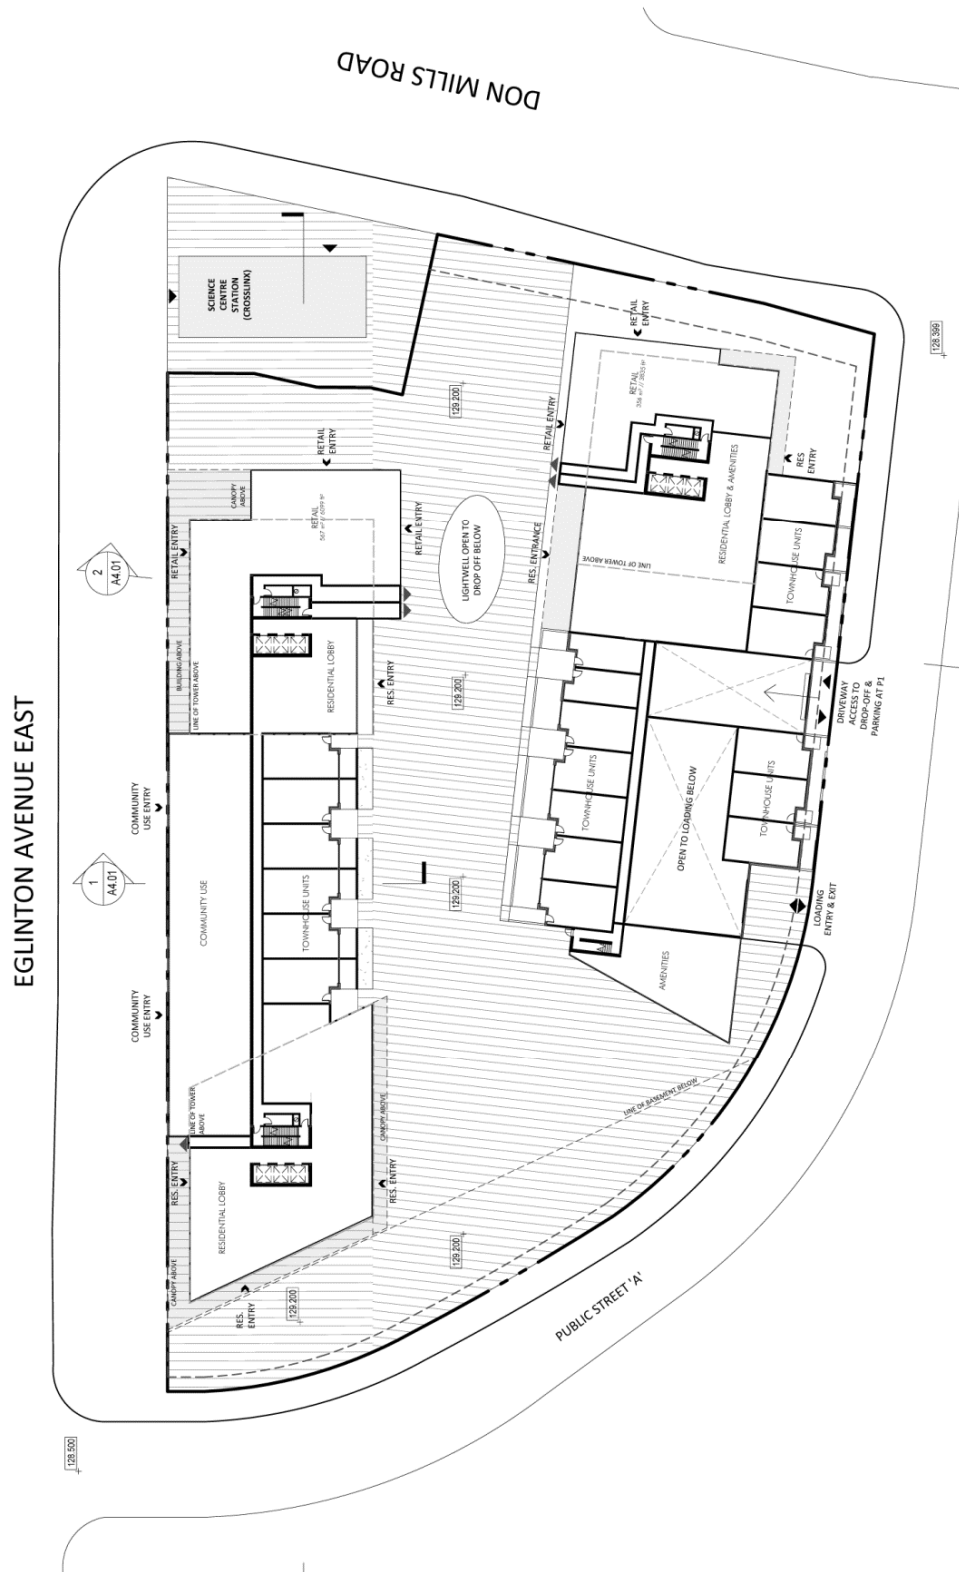 DON MILLS ROAD
EGLINTON AVENUE EAST
SCIENCE
CENTRE
STATION
(CROSSLINX)
RETAIL
ENTRY
RETAIL
RETAIL ENTRY
129.200
128.399
RETAIL
ENTRY
CANOPY
ABOVE
RETAIL
RETAIL ENTRY
RETAIL ENTRY
2
A4.01
LIGHTWELL OPEN TO
DROP OFF BELOW
RES. ENTRANCE
RESIDENTIAL LOBBY & AMENITIES
RES
ENTRY
LINE OF TOWER ABOVE
TOWNHOUSE UNITS
BUILDING ABOVE
LINE OF TOWER ABOVE
RESIDENTIAL LOBBY
RES. ENTRY
129.200
DRIVEWAY
ACCESS TO
DROP-OFF &
PARKING AT P1
COMMUNITY
USE ENTRY
1
A4.01
COMMUNITY USE
TOWNHOUSE UNITS
129.200
TOWNHOUSE UNITS
OPEN TO LOADING BELOW
TOWNHOUSE UNITS
LOADING
ENTRY & EXIT
AMENITIES
COMMUNITY
USE ENTRY
LINE OF TOWER
ABOVE
CANOPY ABOVE
LINE OF BASEMENT BELOW
RES. ENTRY
RESIDENTIAL LOBBY
RES. ENTRY
CANOPY ABOVE
RES.
ENTRY
129.200
129.200
PUBLIC STREET 'A'
128.500